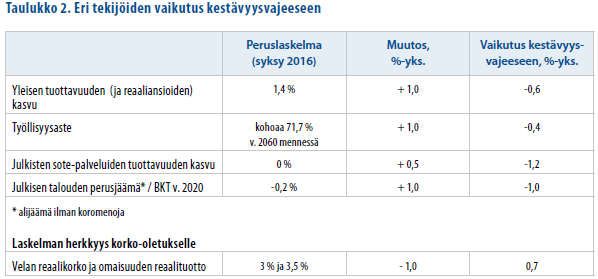 Taulukko 2. Eri tekijöiden vaikutus kestävyysvajeeseen
Peruslaskelma (syksy 2016) Muutos, %-yks. Vaikutus kestävyys-vajeeseen, %-yks.
Yleisen tuottavuuden (ja reaaliansioiden) kasvu 1,4 % + 1,0 -0,6
Työllisyysaste kohoaa 71,7 % v. 2060 mennessä + 1,0 -0,4
Julkisten sote-palveluiden tuottavuuden kasvu 0 % + 0,5 -1,2
Julkisen talouden perusjäämä* / BKT v. 2020 -0,2 % + 1,0 -1,0
* alijäämä ilman koromenoja
Laskelman herkkyys korko-oletukselle
Velan reaalikorko ja omaisuuden reaalituotto 3 % ja 3,5 % - 1,0 0,7